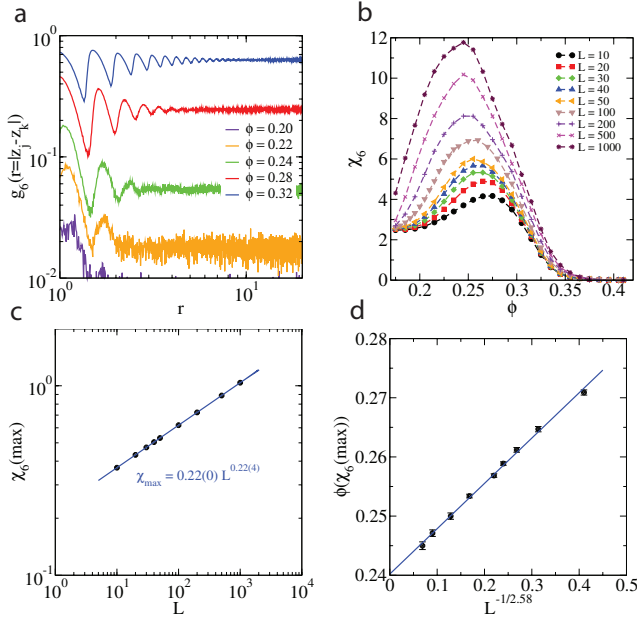 a
10^0
10^-1
10^-2
g_6(r=|z_j-z_k|)
ϕ = 0.20
ϕ = 0.22
ϕ = 0.24
ϕ = 0.28
ϕ = 0.32
10^0 10^1
r
b
12
10
8
6
4
2
0
χ_6
L = 10
L = 20
L = 30
L = 40
L = 50
L = 100
L = 200
L = 500
L = 1000
0.2 0.25 0.3 0.35 0.4
ϕ
c
10^0
10^-1
χ_6(max)
χ_max = 0.22(0) L^0.22(4)
10^0 10^1 10^2 10^3 10^4
L
d
0.28
0.27
0.26
0.25
0.24
ϕ(χ_6(max))
0 0.1 0.2 0.3 0.4 0.5
L^-1/2.58